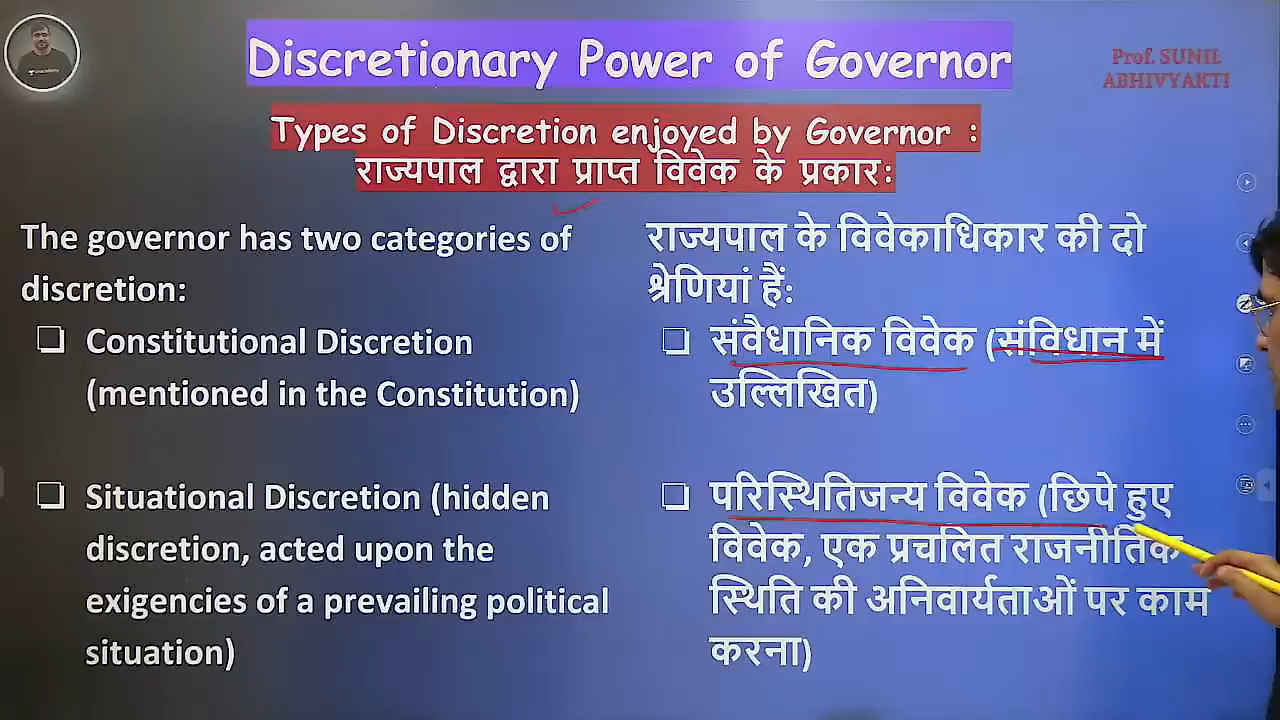 Discretionary Power of Governor
Prof. SUNIL
ABHIVYAKTI
Types of Discretion enjoyed by Governor :
राज्यपाल द्वारा प्राप्त विवेक के प्रकार:
The governor has two categories of
discretion:
Constitutional Discretion
(mentioned in the Constitution)
Situational Discretion (hidden
discretion, acted upon the
exigencies of a prevailing political
situation)
राज्यपाल के विवेकाधिकार की दो
श्रेणियां हैं:
संवैधानिक विवेक (संविधान में
उल्लिखित)
परिस्थितिजन्य विवेक (छिपे हुए
विवेक, एक प्रचलित राजनीतिक
स्थिति की अनिवार्यताओं पर काम
करना)